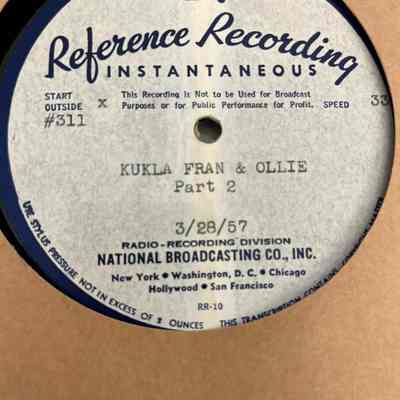 Reference Recording
INSTANTANEOUS
START
OUTSIDE x
#311
This Recording is Not to be Used for Broadcast
Purposes or for Public Performance for Profit.
SPEED 33
KUKLA FRAN & OLLIE
Part 2
3/28/57
RADIO-RECORDING DIVISION
NATIONAL BROADCASTING CO., INC.
New York • Washington, D. C. • Chicago
Hollywood • San Francisco
RR-10
USE STYLUS PRESSURE NOT IN EXCESS OF 2 OUNCES
THIS TRANSCRIPTION CONTAINS